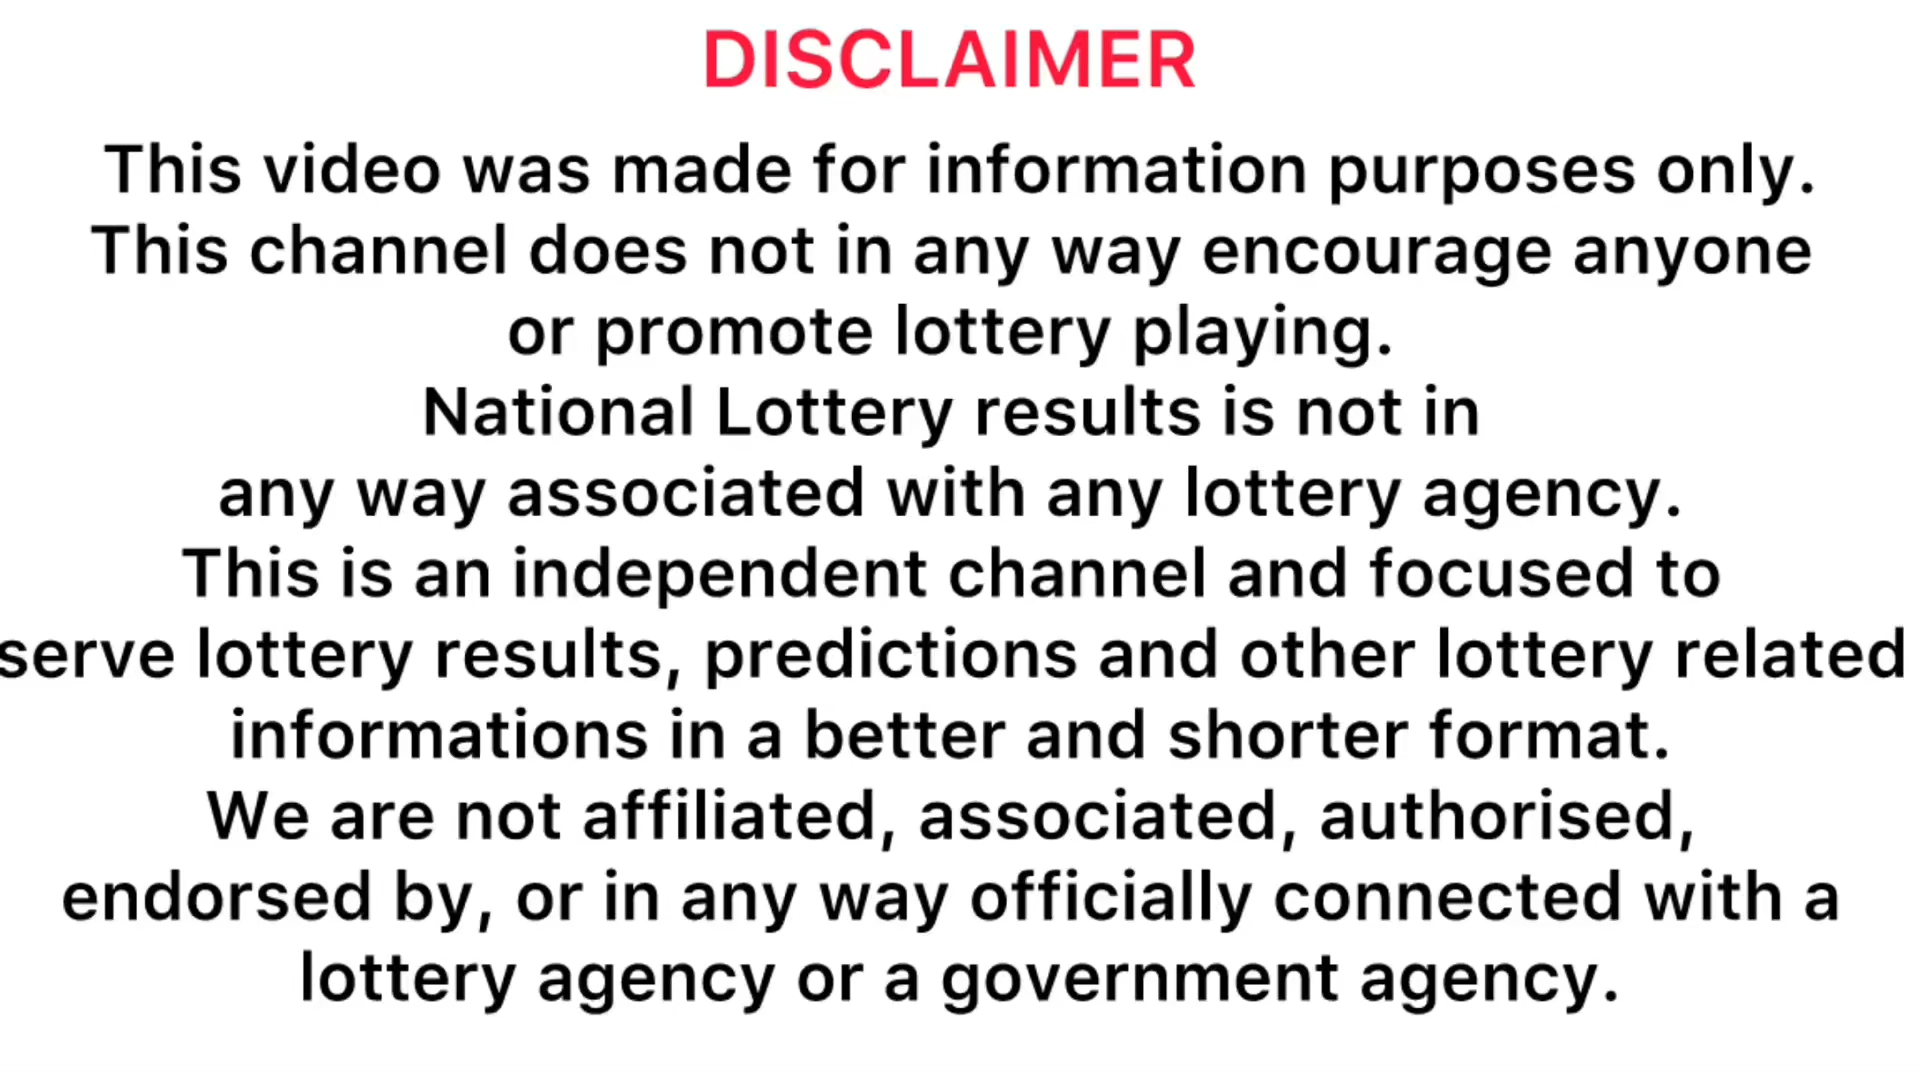 DISCLAIMER
This video was made for information purposes only.
This channel does not in any way encourage anyone
or promote lottery playing.
National Lottery results is not in
any way associated with any lottery agency.
This is an independent channel and focused to
serve lottery results, predictions and other lottery related
informations in a better and shorter format.
We are not affiliated, associated, authorised,
endorsed by, or in any way officially connected with a
lottery agency or a government agency.